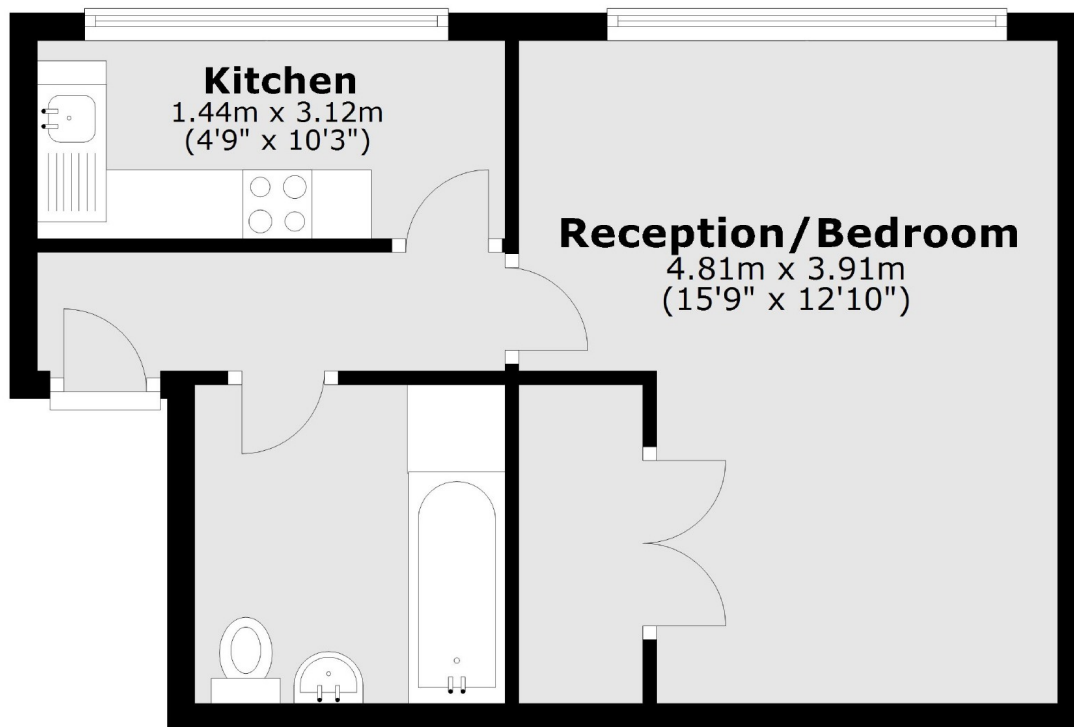 Kitchen
1.44m x 3.12m
(4'9" x 10'3")
Reception/Bedroom
4.81m x 3.91m
(15'9" x 12'10")